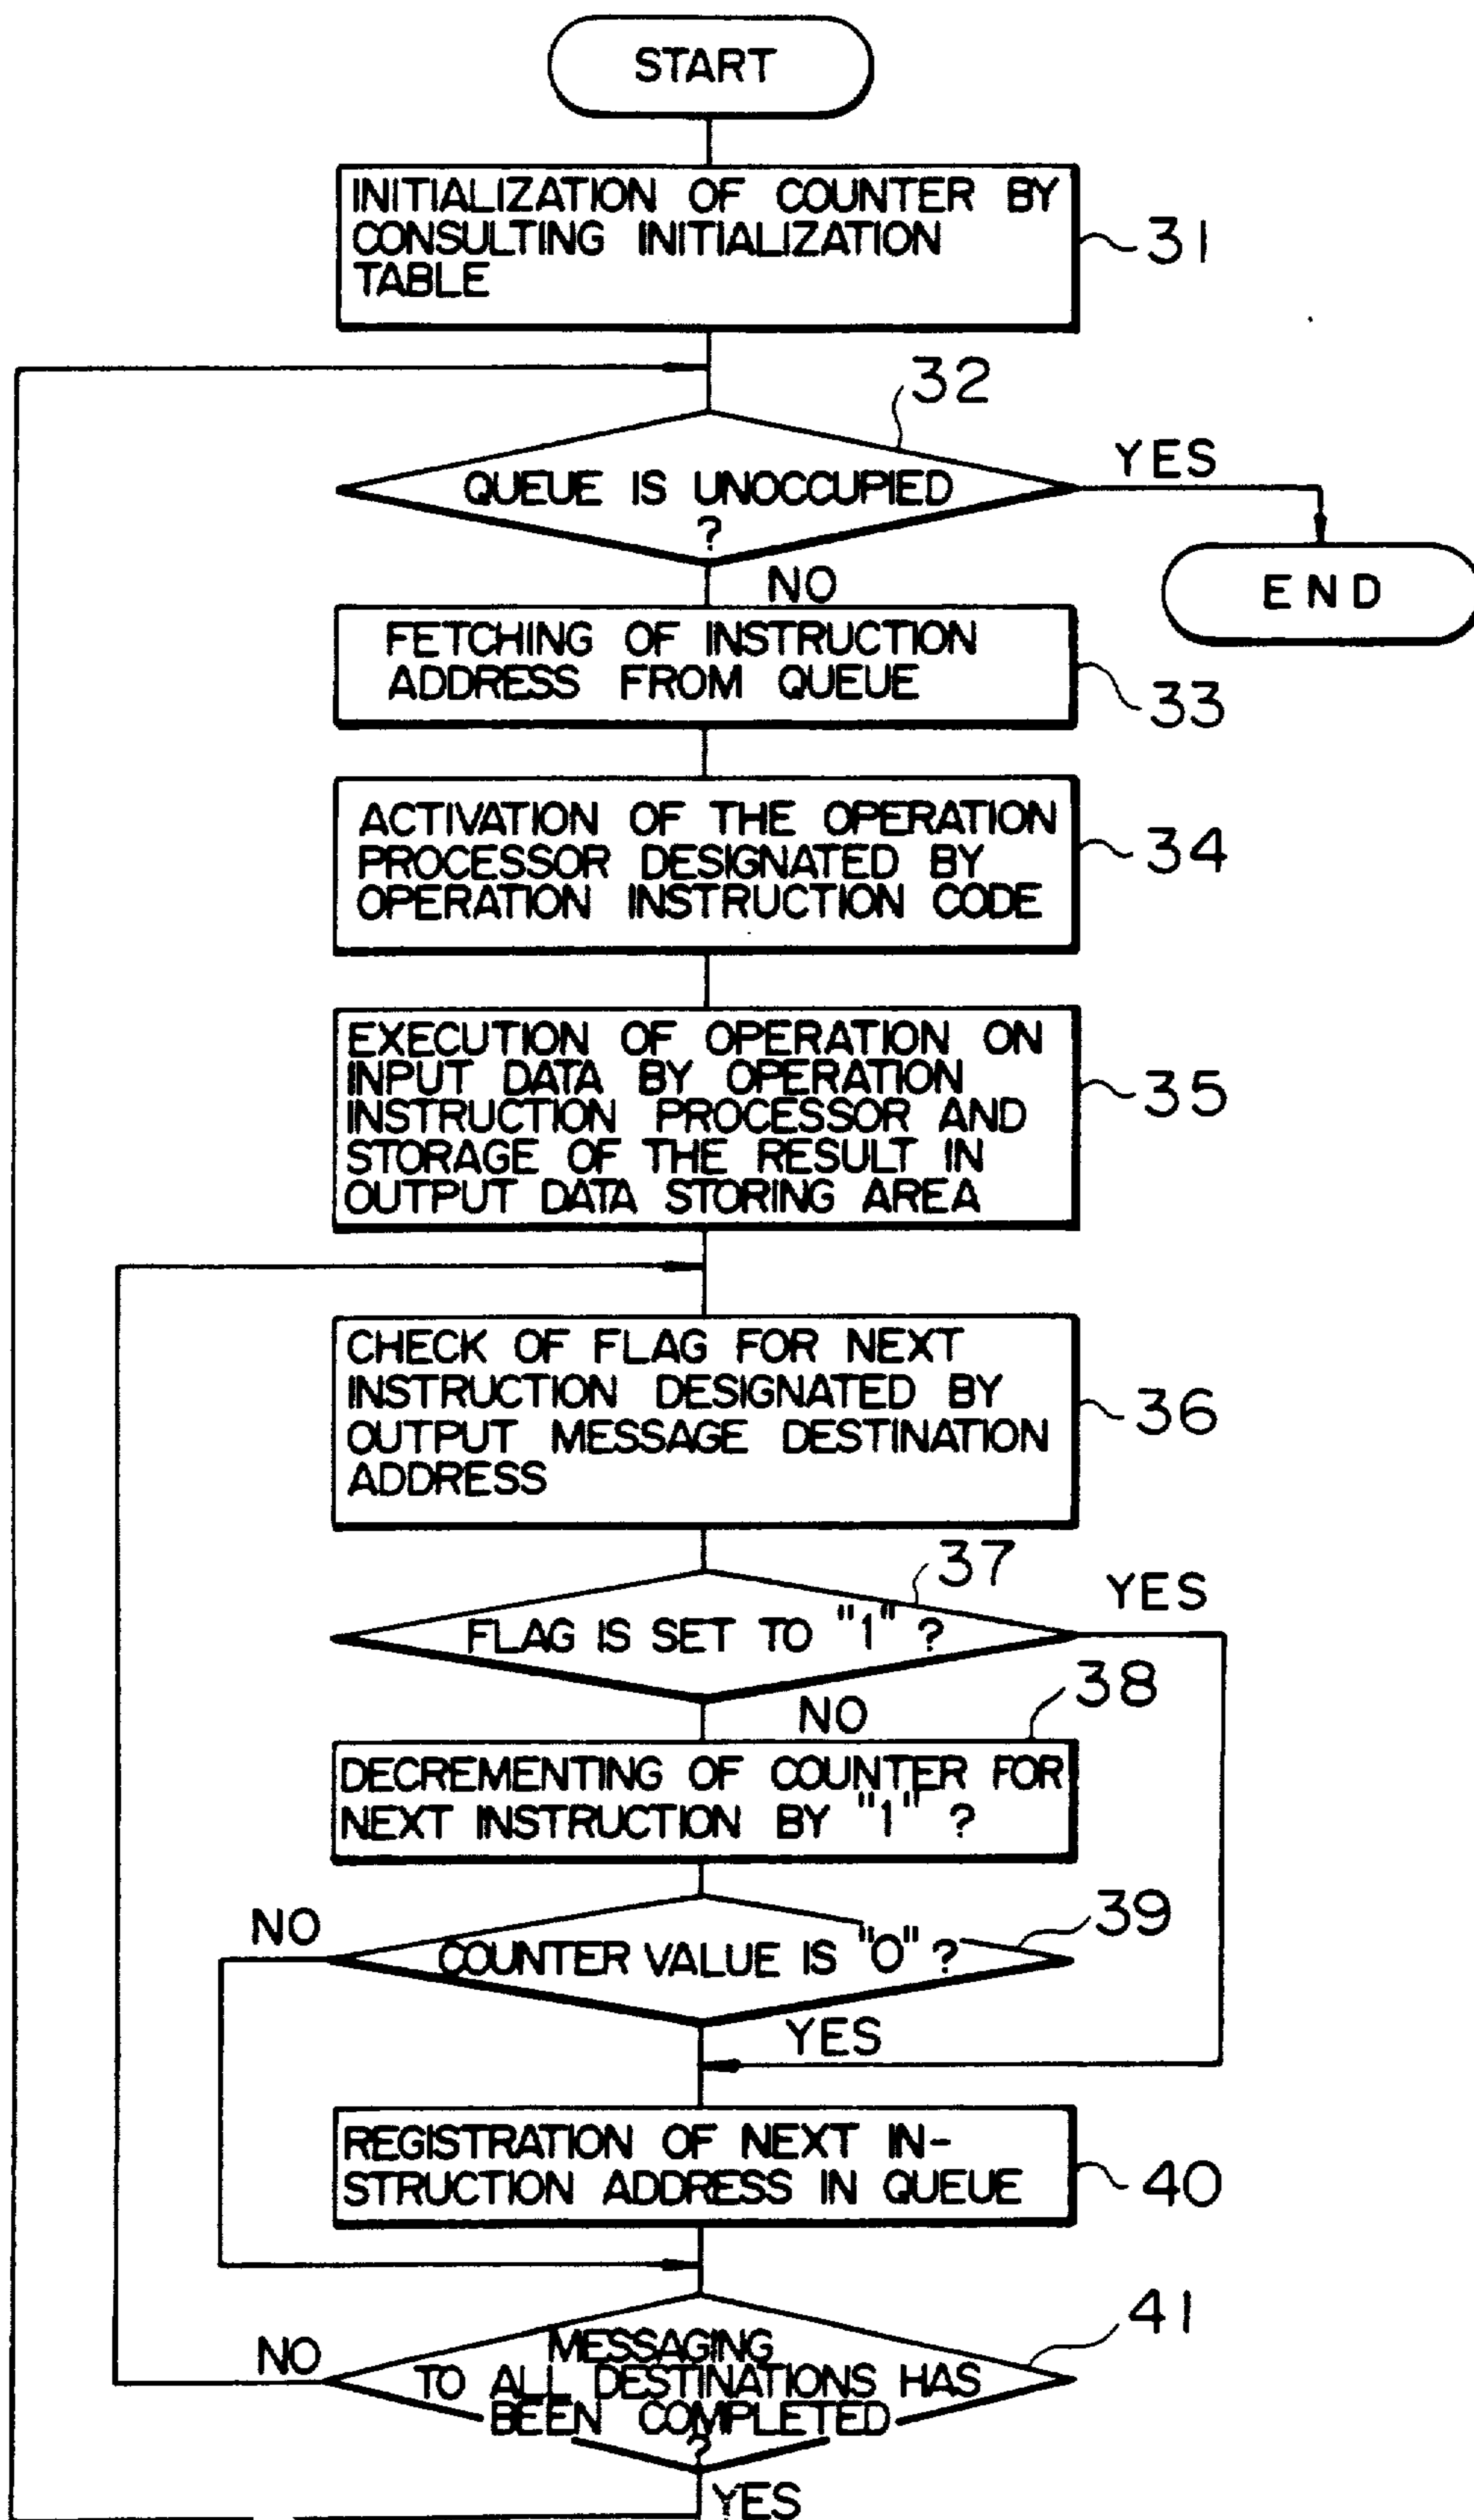 START
INITIALIZATION OF COUNTER BY
CONSULTING INITIALIZATION
TABLE
31
32
QUEUE IS UNOCCUPIED
?
YES
NO
END
FETCHING OF INSTRUCTION
ADDRESS FROM QUEUE
33
ACTIVATION OF THE OPERATION
PROCESSOR DESIGNATED BY
OPERATION INSTRUCTION CODE
34
EXECUTION OF OPERATION ON
INPUT DATA BY OPERATION
INSTRUCTION PROCESSOR AND
STORAGE OF THE RESULT IN
OUTPUT DATA STORING AREA
35
CHECK OF FLAG FOR NEXT
INSTRUCTION DESIGNATED BY
OUTPUT MESSAGE DESTINATION
ADDRESS
36
37
YES
FLAG IS SET TO "1" ?
38
NO
DECREMENTING OF COUNTER FOR
NEXT INSTRUCTION BY "1" ?
39
NO
COUNTER VALUE IS "0" ?
YES
REGISTRATION OF NEXT IN-
STRUCTION ADDRESS IN QUEUE
40
41
NO
MESSAGING
TO ALL DESTINATIONS HAS
BEEN COMPLETED
?
YES